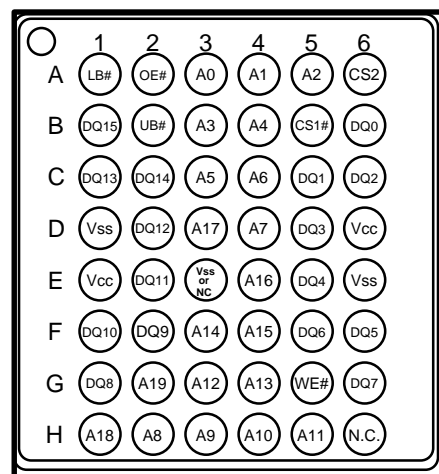 1 2 3 4 5 6
A LB# OE# A0 A1 A2 CS2
B DQ15 UB# A3 A4 CS1# DQ0
C DQ13 DQ14 A5 A6 DQ1 DQ2
D Vss DQ12 A17 A7 DQ3 Vcc
E Vcc DQ11 Vss or NC A16 DQ4 Vss
F DQ10 DQ9 A14 A15 DQ6 DQ5
G DQ8 A19 A12 A13 WE# DQ7
H A18 A8 A9 A10 A11 N.C.